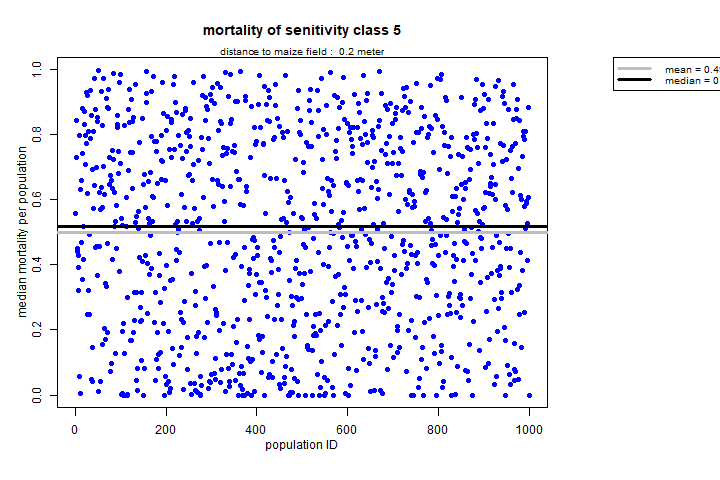 mortality of senitivity class 5
distance to maize field : 0.2 meter
mean = 0.4
median = 0
median mortality per population
1.0
0.8
0.6
0.4
0.2
0.0
0 200 400 600 800 1000
population ID